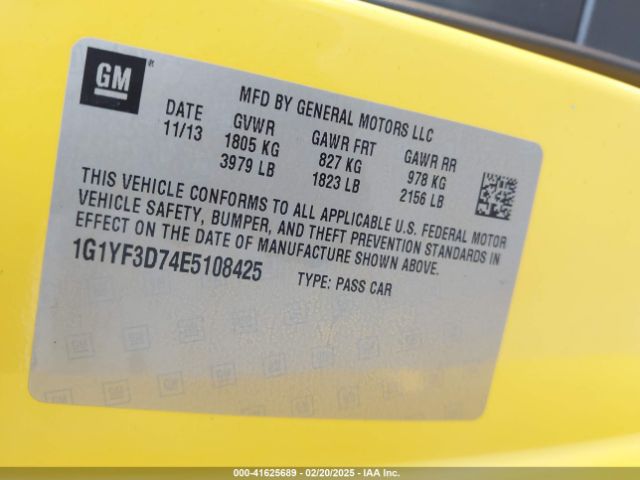 GM
MFD BY GENERAL MOTORS LLC
DATE GVWR GAWR FRT GAWR RR
11/13 1805 KG 827 KG 978 KG
3979 LB 1823 LB 2156 LB
THIS VEHICLE CONFORMS TO ALL APPLICABLE U.S. FEDERAL MOTOR
VEHICLE SAFETY, BUMPER, AND THEFT PREVENTION STANDARDS IN
EFFECT ON THE DATE OF MANUFACTURE SHOWN ABOVE.
1G1YF3D74E5108425 TYPE: PASS CAR
000-41625689 - 02/20/2025 - IAA Inc.